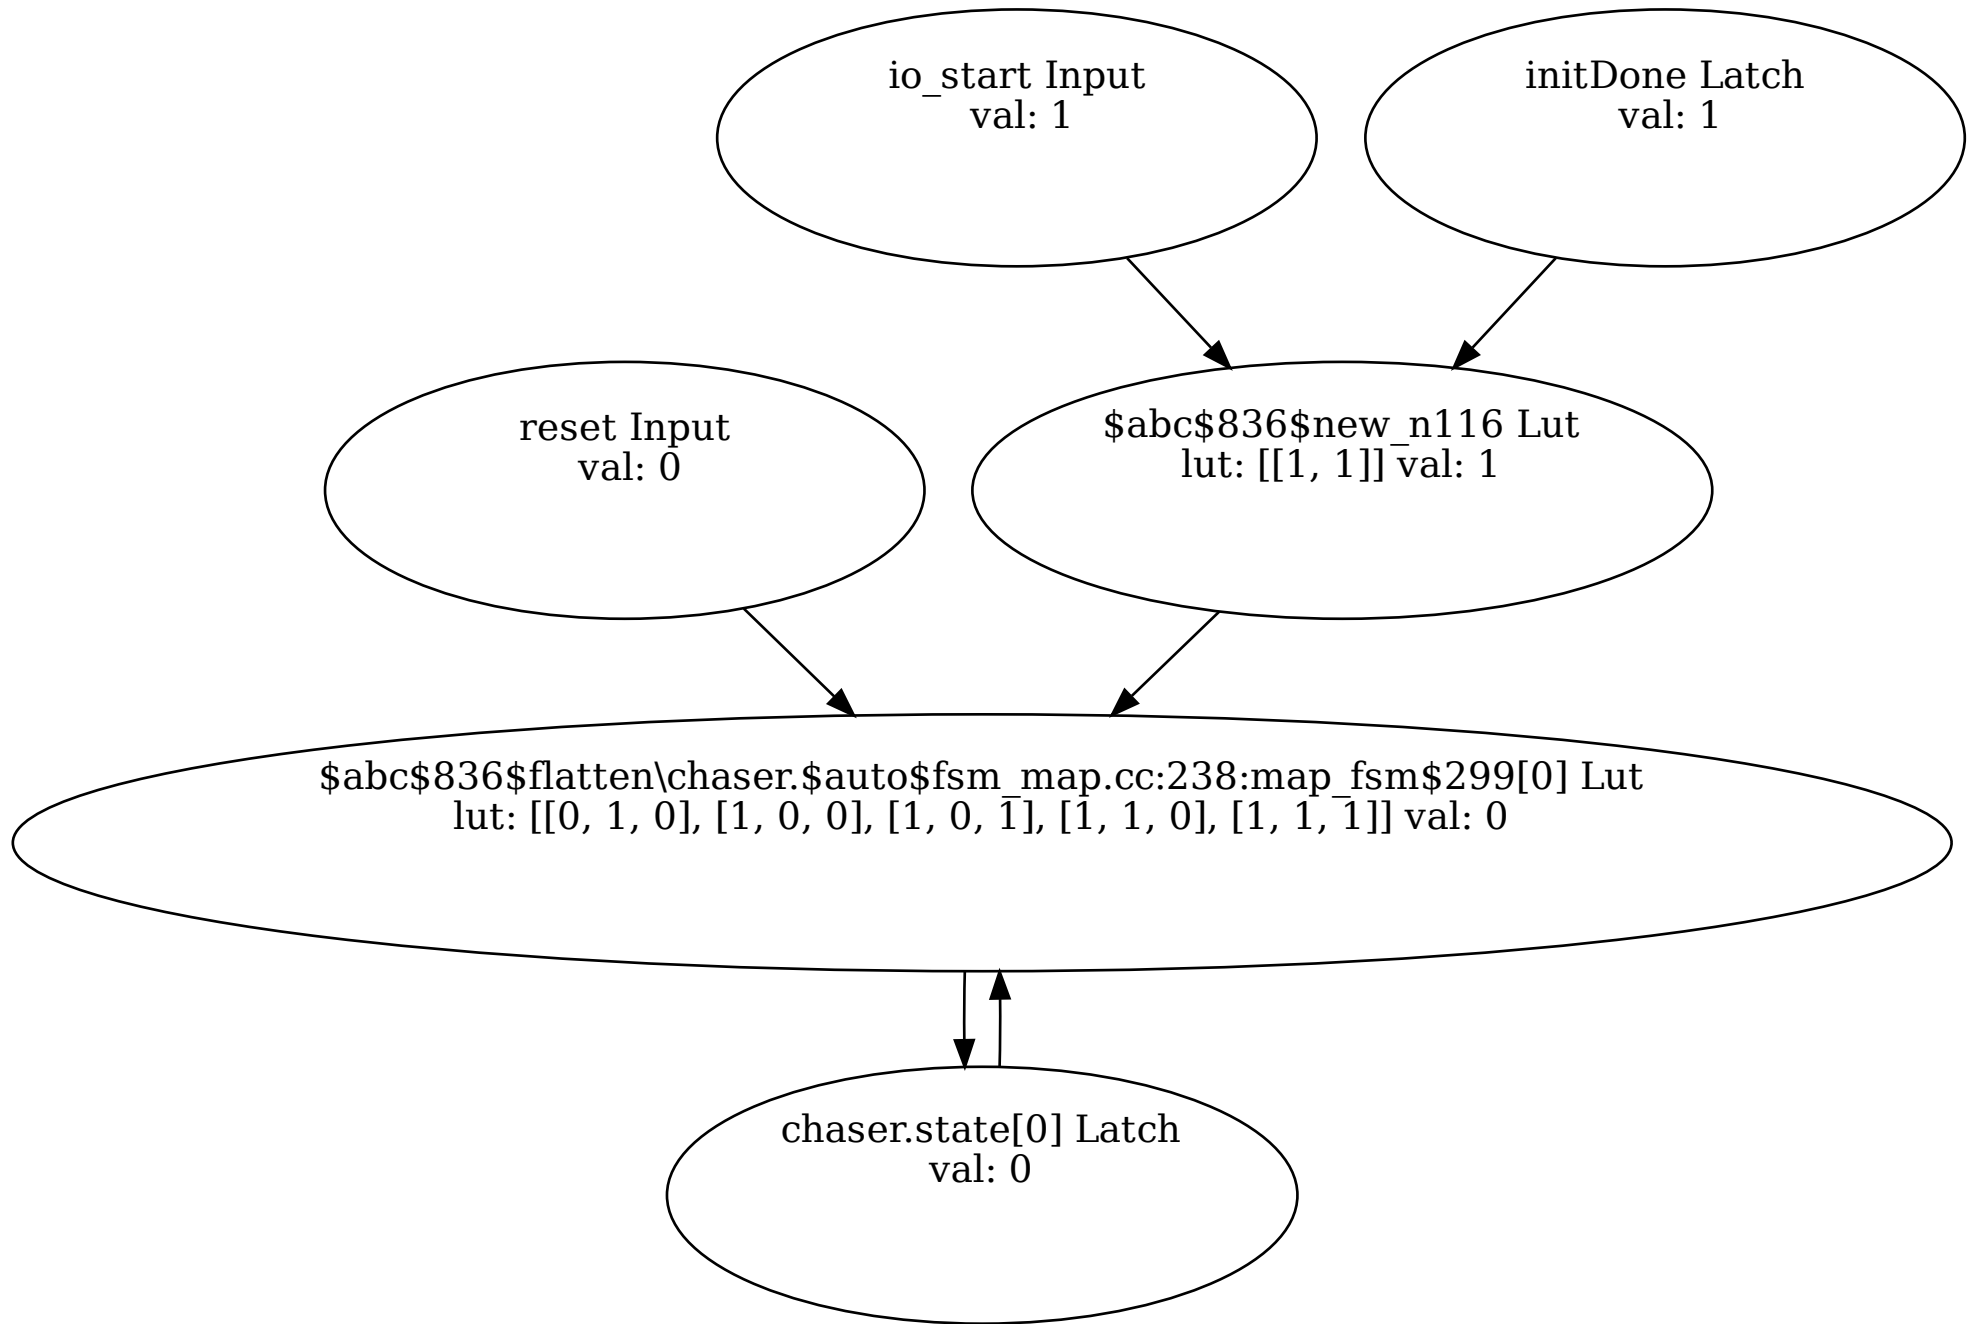 io_start Input
val: 1
initDone Latch
val: 1
reset Input
val: 0
$abc$836$new_n116 Lut
lut: [[1, 1]] val: 1
$abc$836$flatten\chaser.$auto$fsm_map.cc:238:map_fsm$299[0] Lut
lut: [[0, 1, 0], [1, 0, 0], [1, 0, 1], [1, 1, 0], [1, 1, 1]] val: 0
chaser.state[0] Latch
val: 0